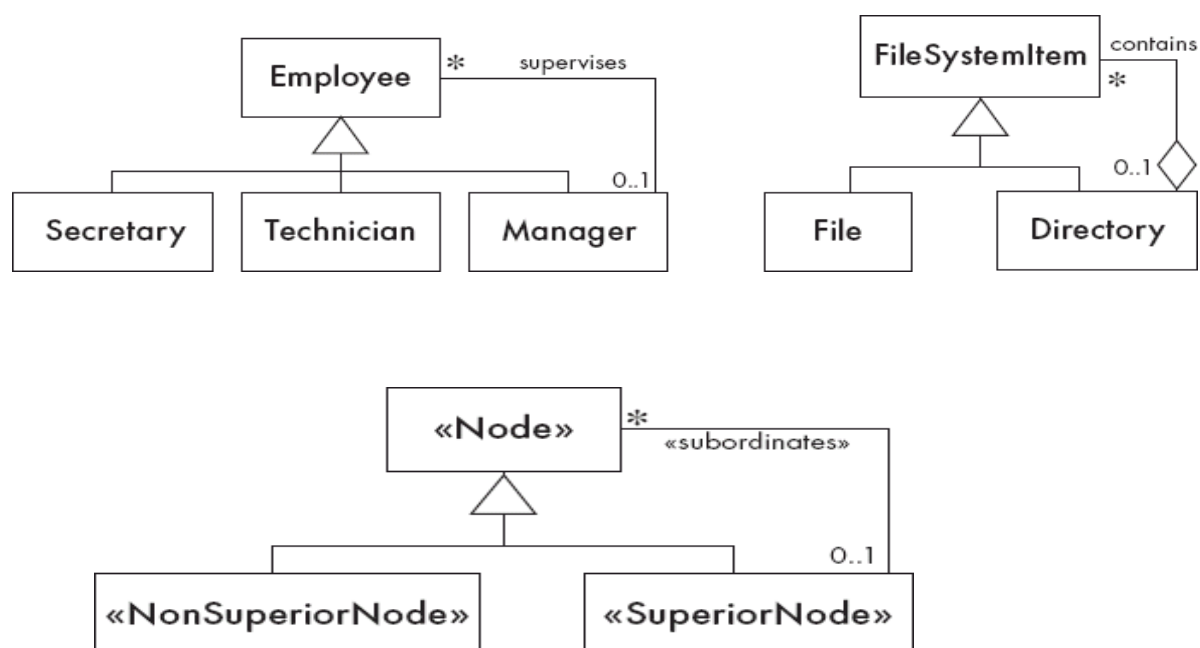 Employee
*
supervises
0..1
Secretary
Technician
Manager
FileSystemItem
contains
*
0..1
File
Directory
«Node»
*
«subordinates»
0..1
«NonSuperiorNode»
«SuperiorNode»